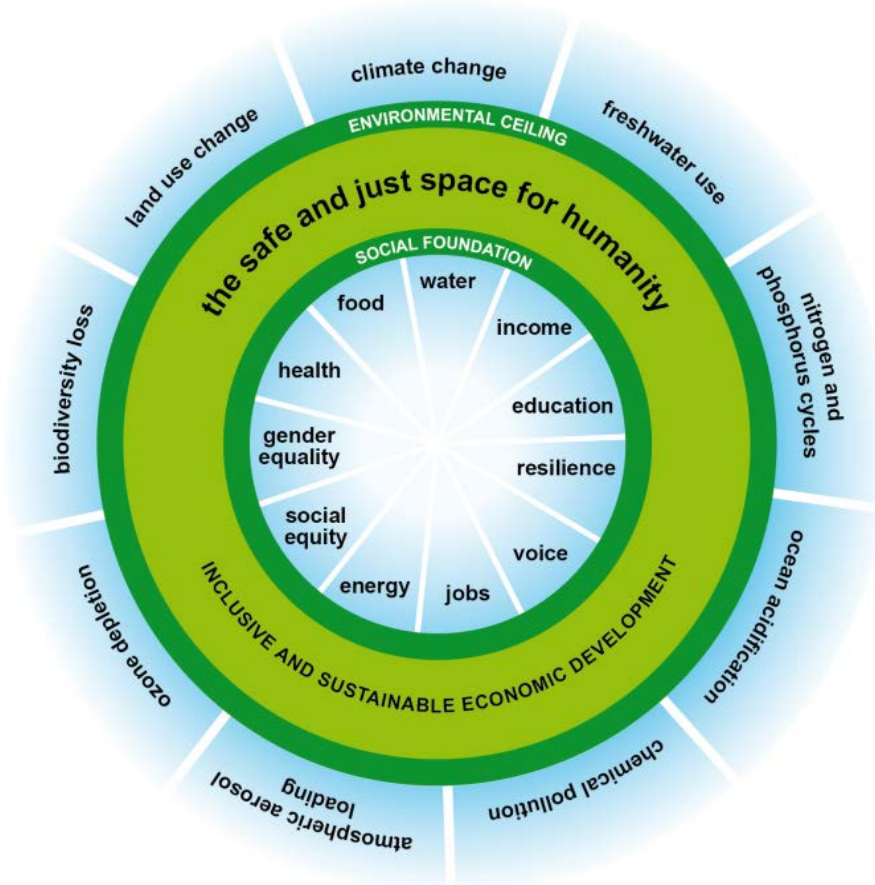 climate change
freshwater use
nitrogen and
phosphorus cycles
ocean acidification
chemical pollution
atmospheric aerosol
loading
ozone depletion
biodiversity loss
land use change
ENVIRONMENTAL CEILING
the safe and just space for humanity
SOCIAL FOUNDATION
water
income
education
resilience
voice
jobs
energy
social
equity
gender
equality
health
food
INCLUSIVE AND SUSTAINABLE ECONOMIC DEVELOPMENT